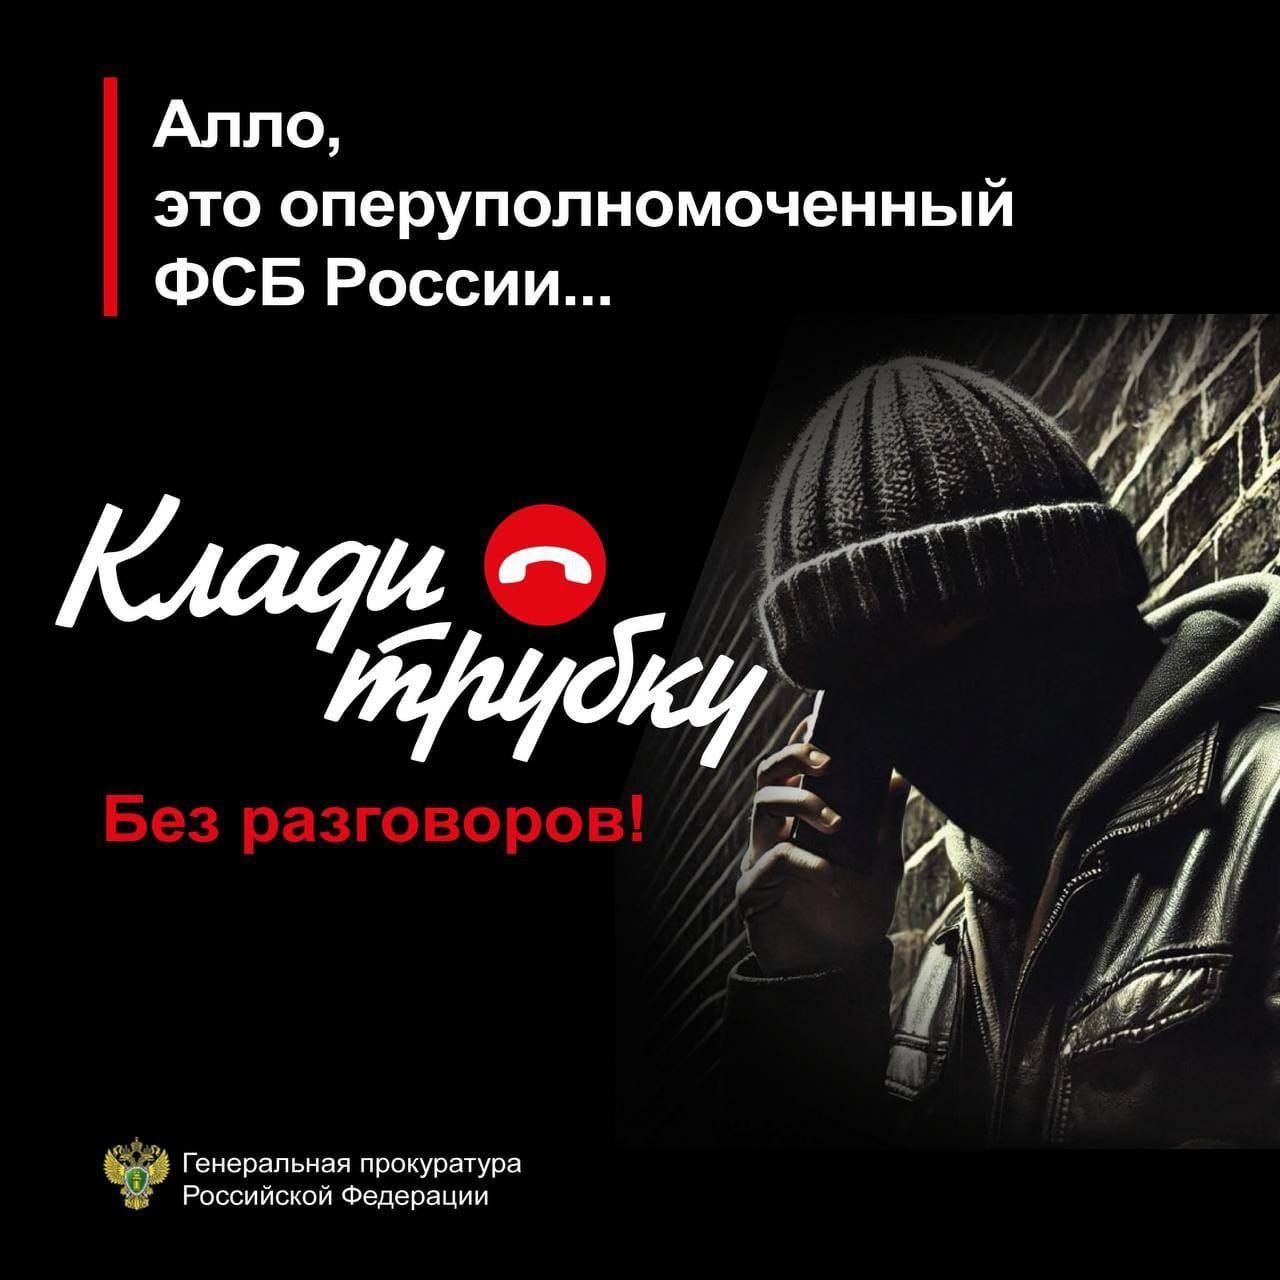 Алло,
это оперуполномоченный
ФСБ России...
Клади
трубку
Без разговоров!
Генеральная прокуратура
Российской Федерации